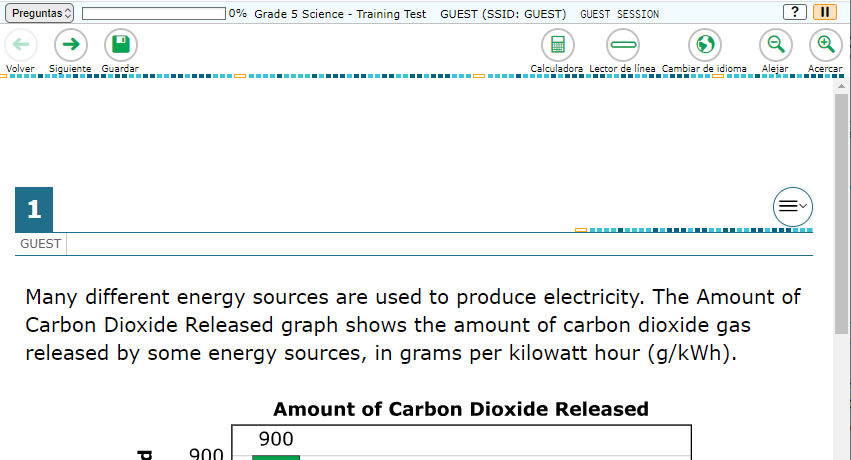 Preguntas 0% Grade 5 Science - Training Test GUEST (SSID: GUEST) GUEST SESSION ?
Volver Siguiente Guardar Calculadora Lector de línea Cambiar de idioma Alejar Acercar
1
GUEST
Many different energy sources are used to produce electricity. The Amount of
Carbon Dioxide Released graph shows the amount of carbon dioxide gas
released by some energy sources, in grams per kilowatt hour (g/kWh).
Amount of Carbon Dioxide Released
900
900